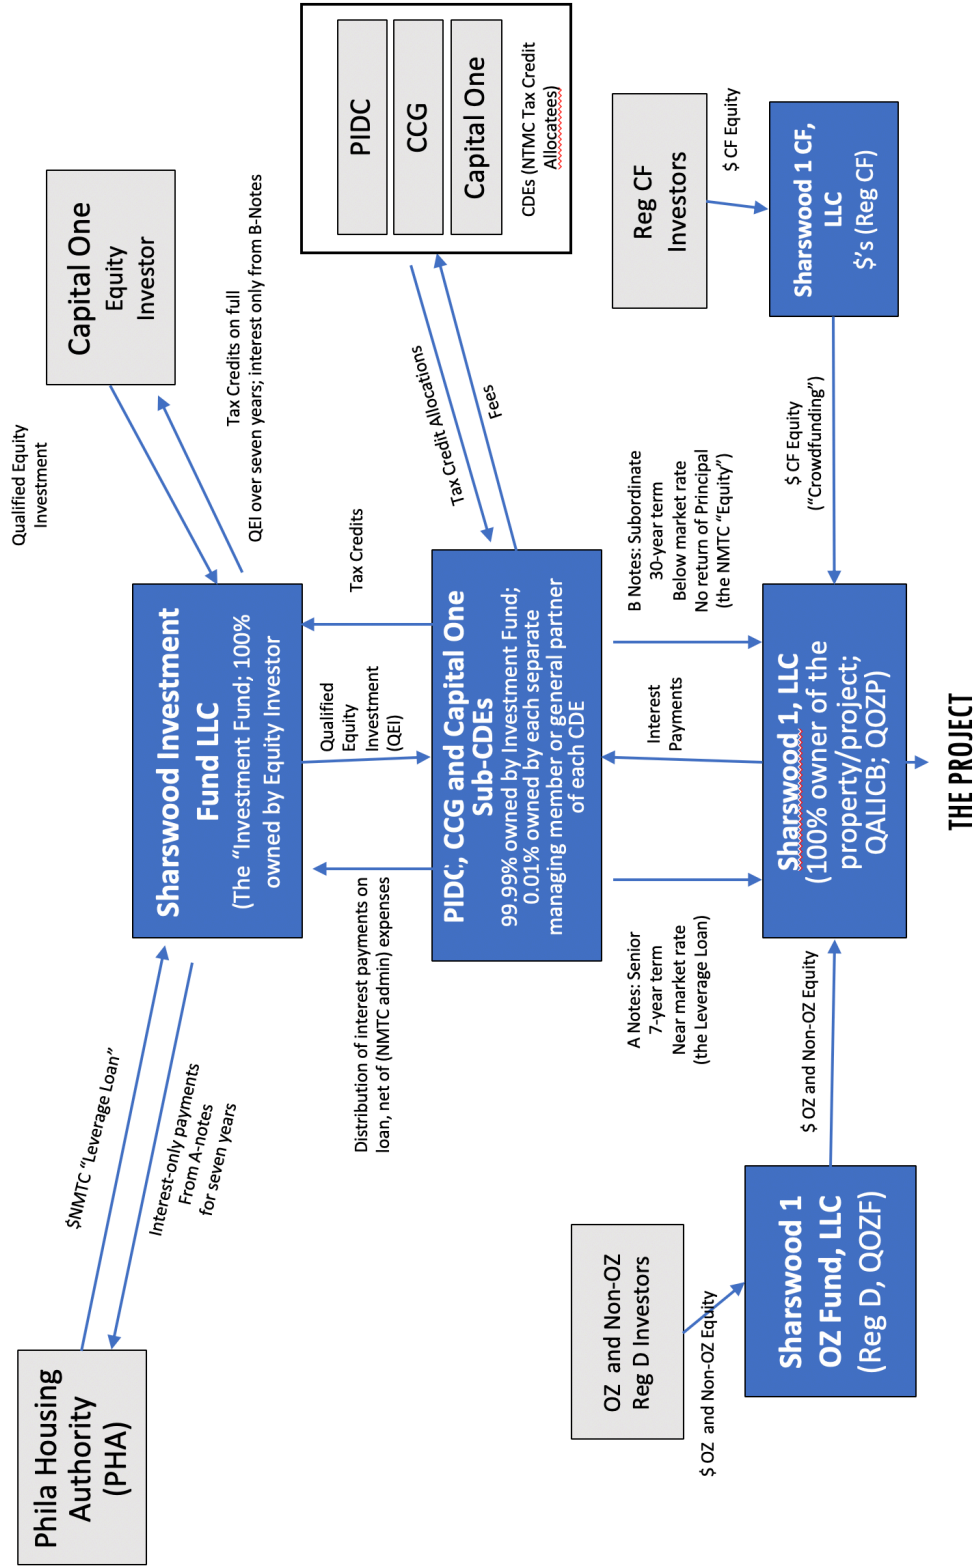 Phila Housing
Authority
(PHA)
$NMTC “Leverage Loan”
Interest-only payments
From A-notes
for seven years
Sharswood Investment
Fund LLC
(The “Investment Fund; 100%
owned by Equity Investor
Qualified Equity
Investment
Capital One
Equity
Investor
Tax Credits on full
QEI over seven years; interest only from B-Notes
Distribution of interest payments on
loan, net of (NMTC admin) expenses
Qualified
Equity
Investment
(QEI)
Tax Credits
PIDC, CCG and Capital One
Sub-CDEs
99.99% owned by Investment Fund;
0.01% owned by each separate
managing member or general partner
of each CDE
Tax Credit Allocations
Fees
PIDC
CCG
Capital One
CDEs (NTMC Tax Credit
Allocatees)
A Notes: Senior
7-year term
Near market rate
(the Leverage Loan)
Interest
Payments
B Notes: Subordinate
30-year term
Below market rate
No return of Principal
(the NMTC “Equity”)
OZ and Non-OZ
Reg D Investors
$ OZ and Non-OZ Equity
Sharswood 1
OZ Fund, LLC
(Reg D, QOZF)
$ OZ and Non-OZ Equity
Sharswood 1, LLC
(100% owner of the
property/project;
QALICB; QOZP)
$ CF Equity
(“Crowdfunding”)
Reg CF
Investors
$ CF Equity
Sharswood 1 CF,
LLC
$’s (Reg CF)
THE PROJECT